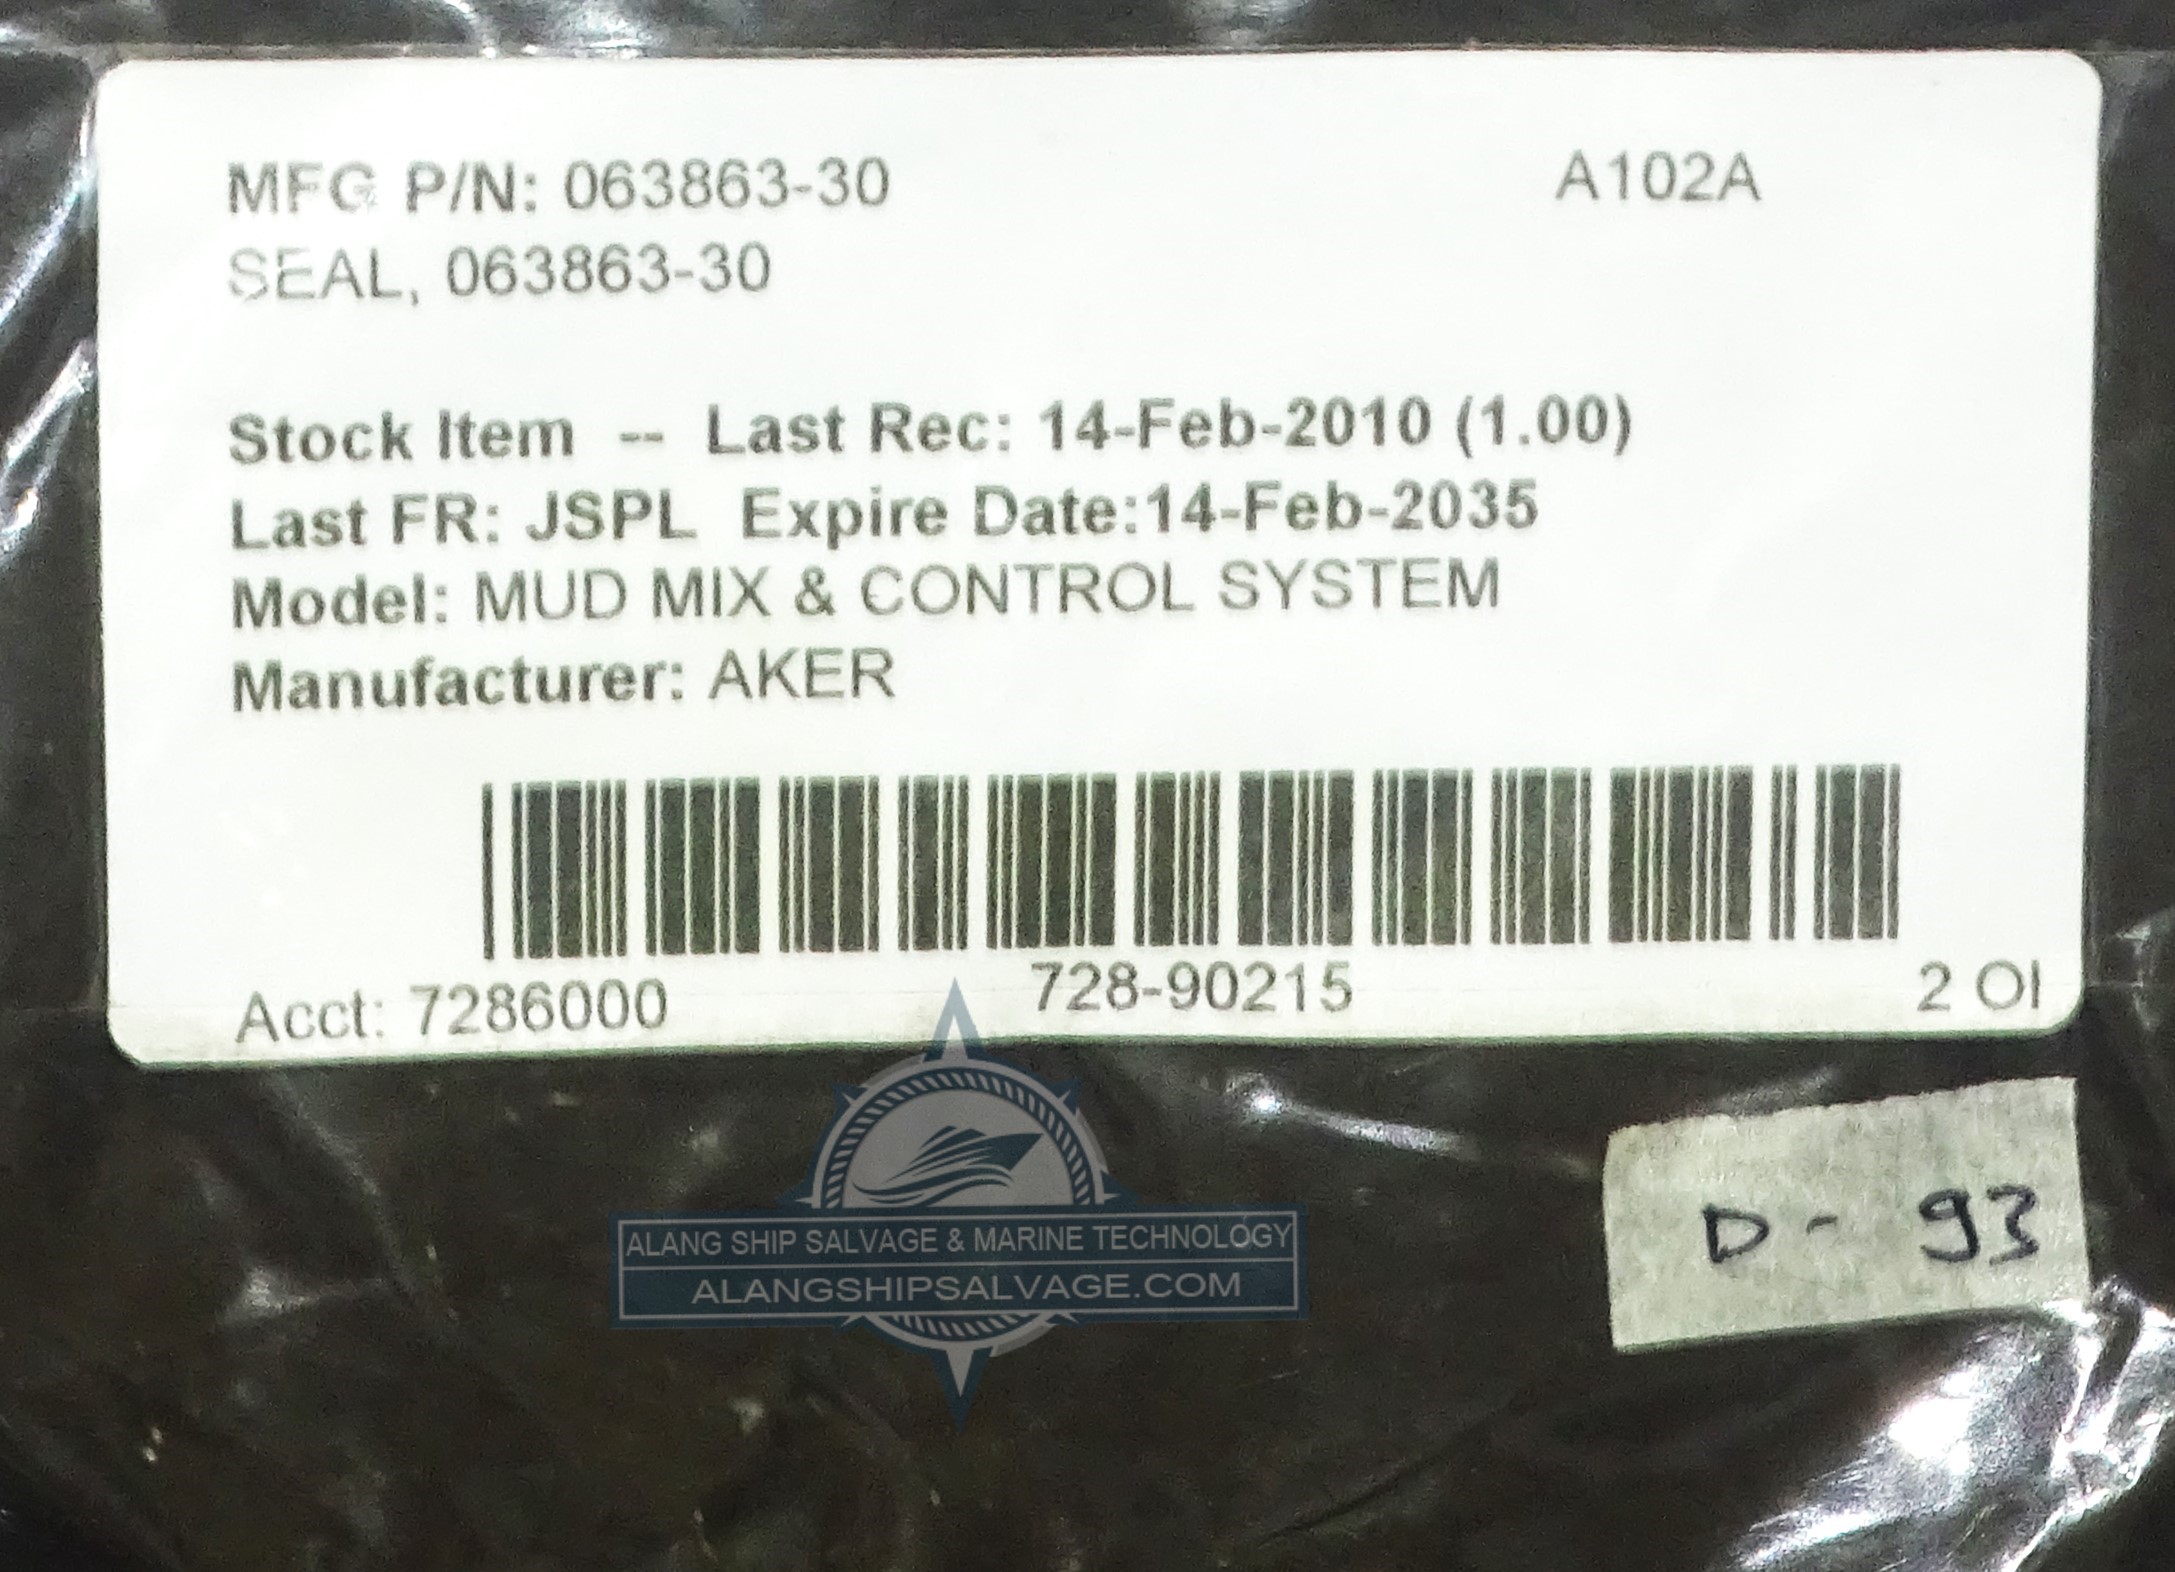 MFG P/N: 063863-30 A102A
SEAL, 063863-30
Stock Item -- Last Rec: 14-Feb-2010 (1.00)
Last FR: JSPL Expire Date:14-Feb-2035
Model: MUD MIX & CONTROL SYSTEM
Manufacturer: AKER
Acct: 7286000 728-90215 2 OI
D - 93
ALANG SHIP SALVAGE & MARINE TECHNOLOGY
ALANGSHIPSALVAGE.COM